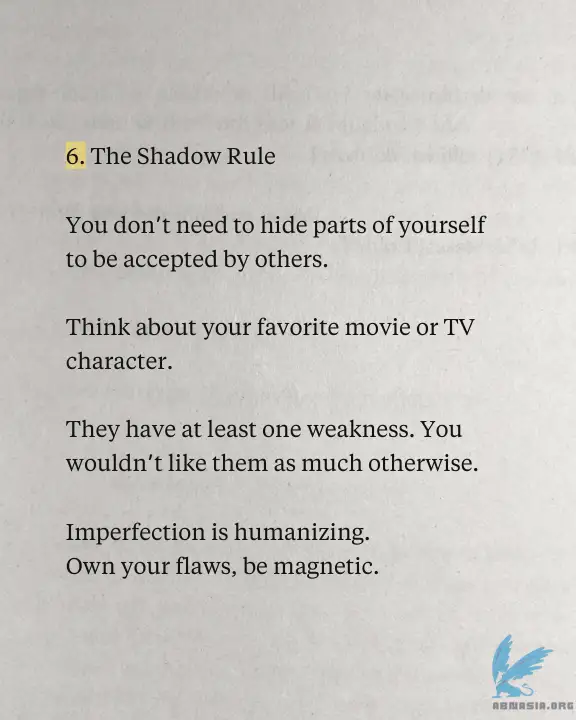 6. The Shadow Rule
You don't need to hide parts of yourself
to be accepted by others.
Think about your favorite movie or TV
character.
They have at least one weakness. You
wouldn't like them as much otherwise.
Imperfection is humanizing.
Own your flaws, be magnetic.
ABMASIA.ORG